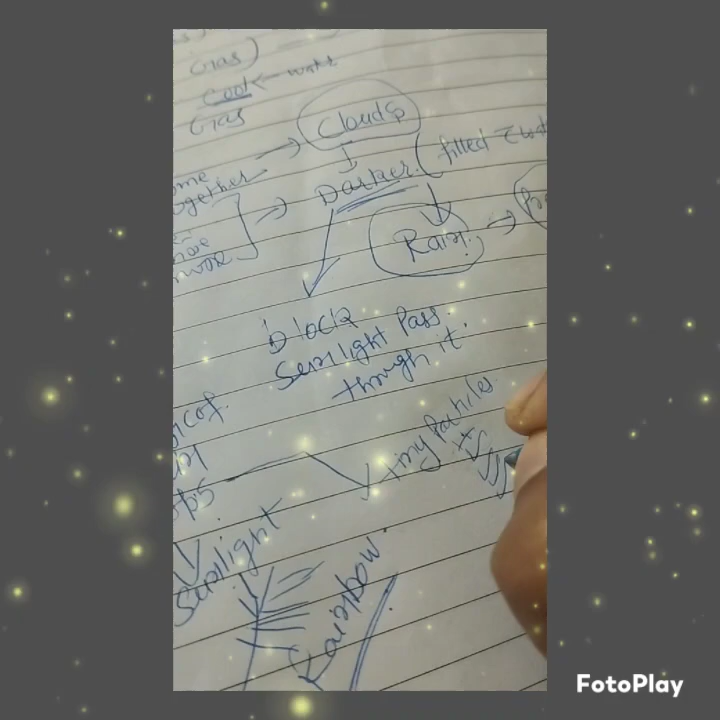 Gas)
Cool ← water
Gas
Clouds
Darker (filled
together
Rain
more
block
Sunlight Pass
through it.
tiny Particles
Sunlight
Rainbow
FotoPlay